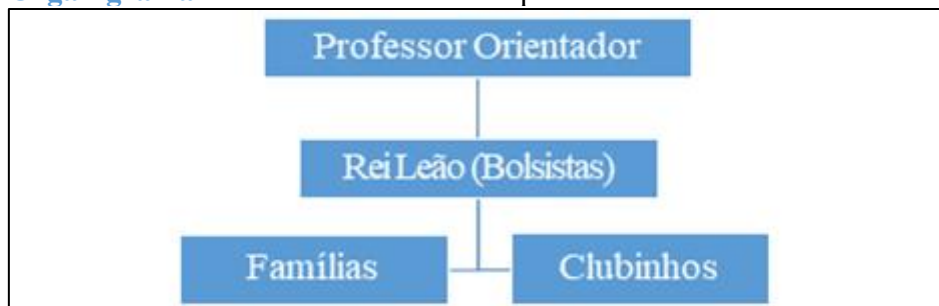 Professor Orientador
Rei Leão (Bolsistas)
Famílias
Clubinhos